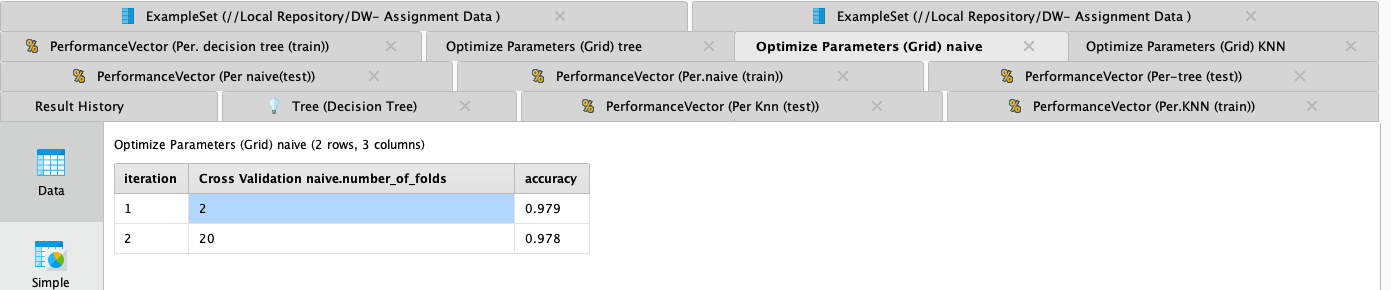 ExampleSet (//Local Repository/DW- Assignment Data ) ExampleSet (//Local Repository/DW- Assignment Data )
PerformanceVector (Per. decision tree (train)) Optimize Parameters (Grid) tree Optimize Parameters (Grid) naive Optimize Parameters (Grid) KNN
PerformanceVector (Per naive(test)) PerformanceVector (Per.naive (train)) PerformanceVector (Per-tree (test))
Result History Tree (Decision Tree) PerformanceVector (Per Knn (test)) PerformanceVector (Per.KNN (train))
Optimize Parameters (Grid) naive (2 rows, 3 columns)
iteration Cross Validation naive.number_of_folds accuracy
1 2 0.979
2 20 0.978
Data
Simple